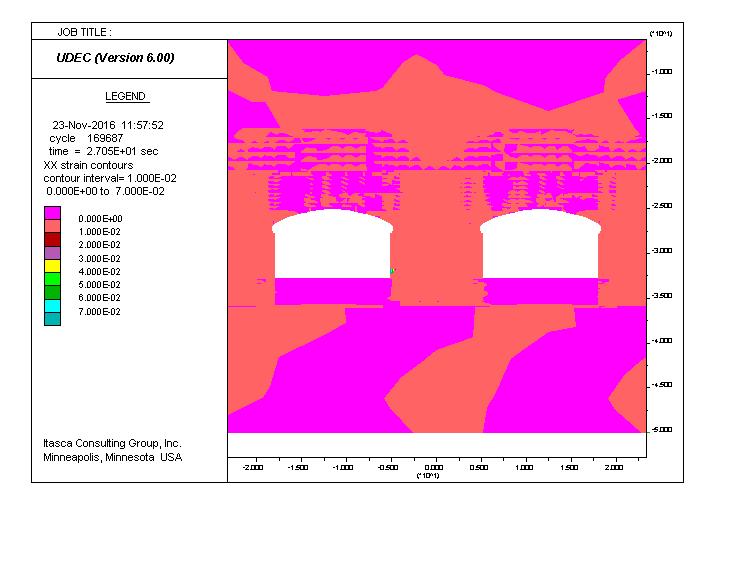 JOB TITLE :
UDEC (Version 6.00)
LEGEND
23-Nov-2016 11:57:52
cycle 169687
time = 2.705E+01 sec
XX strain contours
contour interval= 1.000E-02
0.000E+00 to 7.000E-02
0.000E+00
1.000E-02
2.000E-02
3.000E-02
4.000E-02
5.000E-02
6.000E-02
7.000E-02
Itasca Consulting Group, Inc.
Minneapolis, Minnesota USA
(*10^1)
-1.000
-1.500
-2.000
-2.500
-3.000
-3.500
-4.000
-4.500
-5.000
-2.000 -1.500 -1.000 -0.500 0.000 0.500 1.000 1.500 2.000
(*10^1)